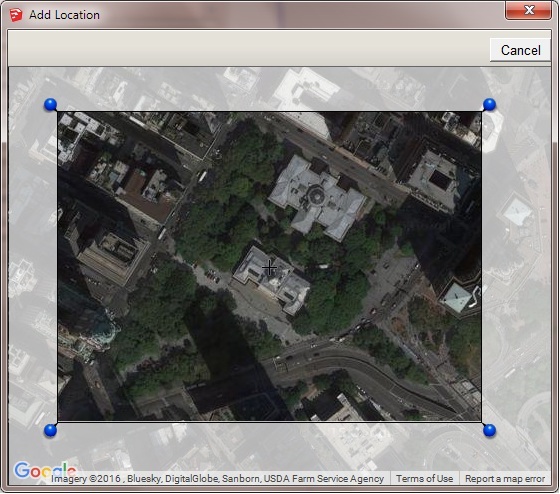 Add Location
Cancel
Google
Imagery ©2016 , Bluesky, DigitalGlobe, Sanborn, USDA Farm Service Agency
Terms of Use
Report a map error